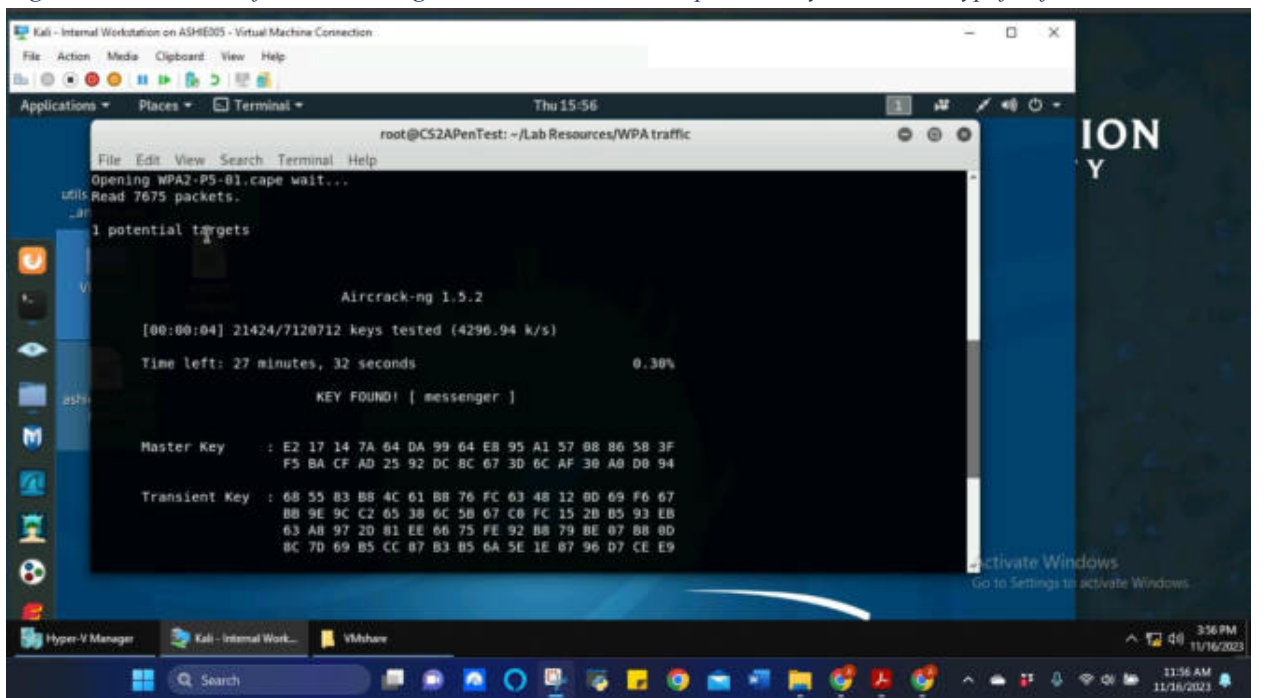 Kali - Internal Workstation on ASHIE005 - Virtual Machine Connection
File Action Media Clipboard View Help
Applications Places Terminal Thu 15:56 1
root@CS2APenTest: ~/Lab Resources/WPA traffic
File Edit View Search Terminal Help
Opening WPA2-P5-01.cape wait...
Read 7675 packets.
1 potential targets
Aircrack-ng 1.5.2
[00:00:04] 21424/7120712 keys tested (4296.94 k/s)
Time left: 27 minutes, 32 seconds 0.30%
KEY FOUND! [ messenger ]
Master Key : E2 17 14 7A 64 DA 99 64 E8 95 A1 57 08 86 58 3F
F5 BA CF AD 25 92 DC 8C 67 3D 6C AF 30 A0 D0 94
Transient Key : 68 55 83 B8 4C 61 B8 76 FC 63 48 12 0D 69 F6 67
BB 9E 9C C2 65 38 6C 5B 67 C0 FC 15 2B B5 93 EB
63 A8 97 2D 81 EE 66 75 FE 92 B8 79 BE 07 B8 0D
8C 7D 69 B5 CC 87 B3 B5 6A 5E 1E 87 96 D7 CE E9
utils
ION
Y
Activate Windows
Go to Settings to activate Windows.
Hyper-V Manager Kali - Internal Work... VMshare
3:56 PM
11/16/2023
Search
11:56 AM
11/16/2023